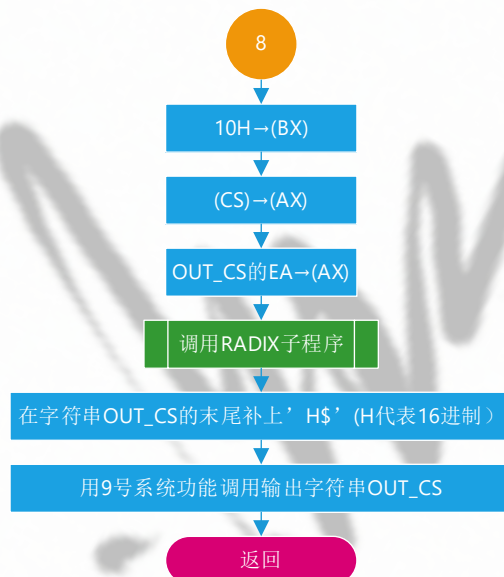 8
10H→(BX)
(CS)→(AX)
OUT_CS的EA→(AX)
调用RADIX子程序
在字符串OUT_CS的末尾补上’H$’(H代表16进制）
用9号系统功能调用输出字符串OUT_CS
返回